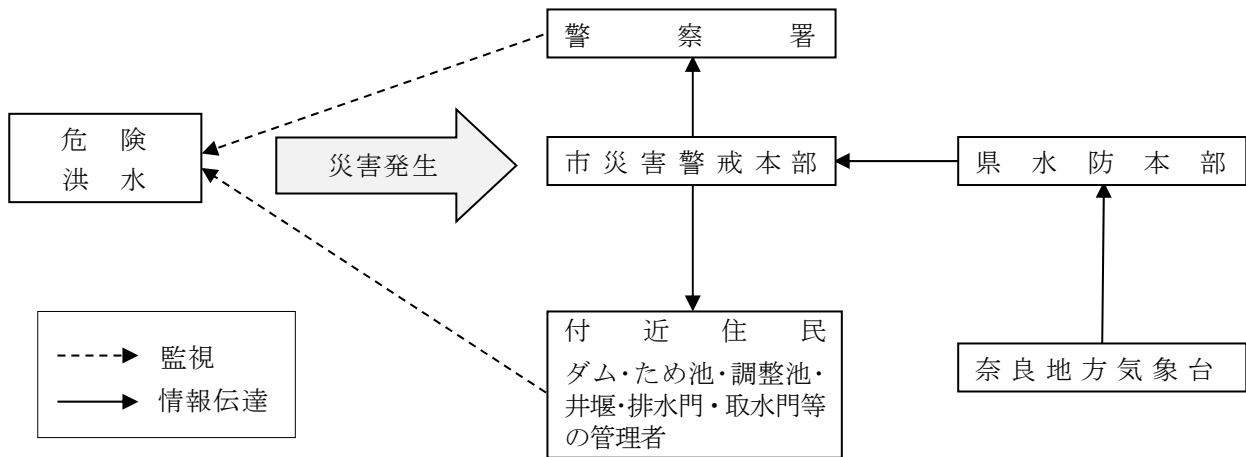 警察署
危険
洪水
災害発生
市災害警戒本部
県水防本部
付近住民
ダム・ため池・調整池・
井堰・排水門・取水門等
の管理者
奈良地方気象台
監視
情報伝達